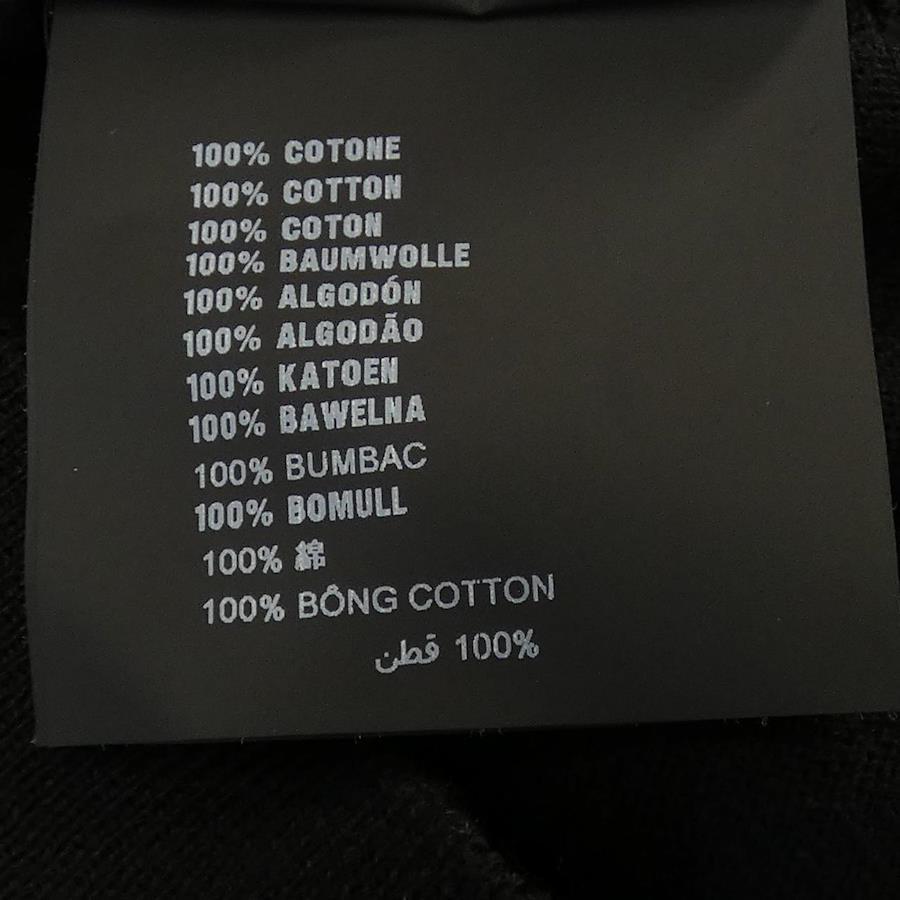 100% COTONE
100% COTTON
100% COTON
100% BAUMWOLLE
100% ALGODÓN
100% ALGODÃO
100% KATOEN
100% BAWELNA
100% BUMBAC
100% BOMULL
100% 綿
100% BÔNG COTTON
100% قطن